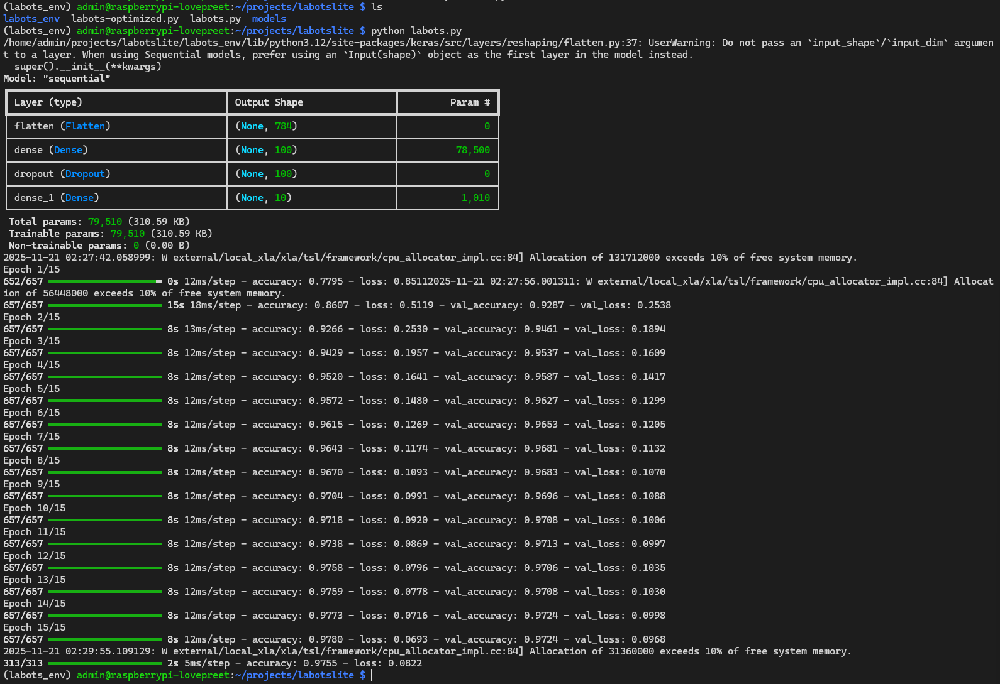 (labots_env) admin@raspberrypi-lovepreet:~/projects/labotslite $ ls
labots_env  labots-optimized.py  labots.py  models
(labots_env) admin@raspberrypi-lovepreet:~/projects/labotslite $ python labots.py
/home/admin/projects/labotslite/labots_env/lib/python3.12/site-packages/keras/src/layers/reshaping/flatten.py:37: UserWarning: Do not pass an `input_shape`/`input_dim` argumen
t to a layer. When using Sequential models, prefer using an `Input(shape)` object as the first layer in the model instead.
  super().__init__(**kwargs)
Model: "sequential"
Layer (type) Output Shape Param #
flatten (Flatten) (None, 784) 0
dense (Dense) (None, 100) 78,500
dropout (Dropout) (None, 100) 0
dense_1 (Dense) (None, 10) 1,010
Total params: 79,510 (310.59 KB)
Trainable params: 79,510 (310.59 KB)
Non-trainable params: 0 (0.00 B)
2025-11-21 02:27:42.058999: W external/local_xla/xla/tsl/framework/cpu_allocator_impl.cc:84] Allocation of 131712000 exceeds 10% of free system memory.
Epoch 1/15
652/657 0s 12ms/step - accuracy: 0.7795 - loss: 0.85112025-11-21 02:27:56.001311: W external/local_xla/xla/tsl/framework/cpu_allocator_impl.cc:84] Allocat
ion of 56448000 exceeds 10% of free system memory.
657/657 15s 18ms/step - accuracy: 0.8607 - loss: 0.5119 - val_accuracy: 0.9287 - val_loss: 0.2538
Epoch 2/15
657/657 8s 13ms/step - accuracy: 0.9266 - loss: 0.2530 - val_accuracy: 0.9461 - val_loss: 0.1894
Epoch 3/15
657/657 8s 12ms/step - accuracy: 0.9429 - loss: 0.1957 - val_accuracy: 0.9537 - val_loss: 0.1609
Epoch 4/15
657/657 8s 12ms/step - accuracy: 0.9520 - loss: 0.1641 - val_accuracy: 0.9587 - val_loss: 0.1417
Epoch 5/15
657/657 8s 12ms/step - accuracy: 0.9572 - loss: 0.1480 - val_accuracy: 0.9627 - val_loss: 0.1299
Epoch 6/15
657/657 8s 12ms/step - accuracy: 0.9615 - loss: 0.1269 - val_accuracy: 0.9653 - val_loss: 0.1205
Epoch 7/15
657/657 8s 12ms/step - accuracy: 0.9643 - loss: 0.1174 - val_accuracy: 0.9681 - val_loss: 0.1132
Epoch 8/15
657/657 8s 12ms/step - accuracy: 0.9670 - loss: 0.1093 - val_accuracy: 0.9683 - val_loss: 0.1070
Epoch 9/15
657/657 8s 12ms/step - accuracy: 0.9704 - loss: 0.0991 - val_accuracy: 0.9696 - val_loss: 0.1088
Epoch 10/15
657/657 8s 12ms/step - accuracy: 0.9718 - loss: 0.0920 - val_accuracy: 0.9708 - val_loss: 0.1006
Epoch 11/15
657/657 8s 12ms/step - accuracy: 0.9738 - loss: 0.0869 - val_accuracy: 0.9713 - val_loss: 0.0997
Epoch 12/15
657/657 8s 12ms/step - accuracy: 0.9758 - loss: 0.0796 - val_accuracy: 0.9706 - val_loss: 0.1035
Epoch 13/15
657/657 8s 12ms/step - accuracy: 0.9759 - loss: 0.0778 - val_accuracy: 0.9708 - val_loss: 0.1030
Epoch 14/15
657/657 8s 12ms/step - accuracy: 0.9773 - loss: 0.0716 - val_accuracy: 0.9724 - val_loss: 0.0998
Epoch 15/15
657/657 8s 12ms/step - accuracy: 0.9780 - loss: 0.0693 - val_accuracy: 0.9724 - val_loss: 0.0968
2025-11-21 02:29:55.109129: W external/local_xla/xla/tsl/framework/cpu_allocator_impl.cc:84] Allocation of 31360000 exceeds 10% of free system memory.
313/313 2s 5ms/step - accuracy: 0.9755 - loss: 0.0822
(labots_env) admin@raspberrypi-lovepreet:~/projects/labotslite $